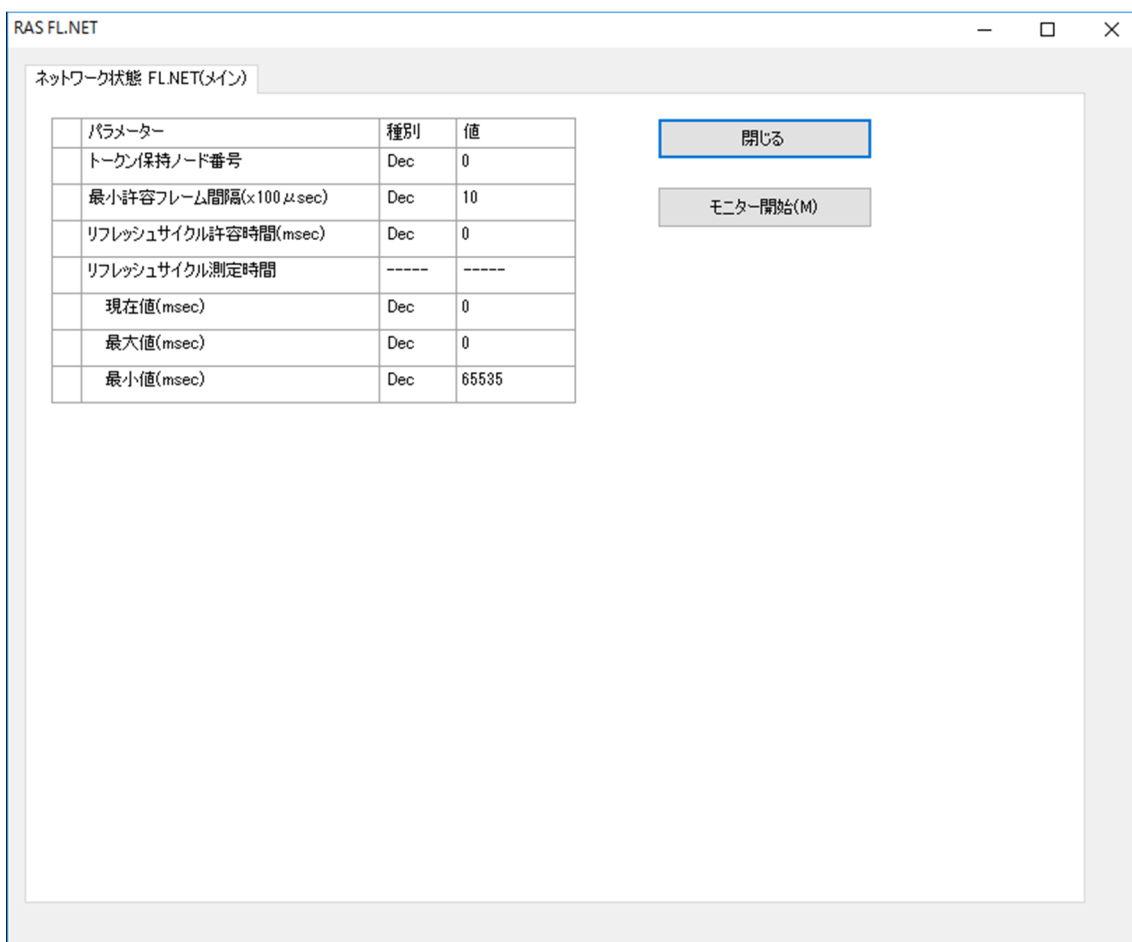 RAS FL.NET
ネットワーク状態 FL.NET(メイン)
パラメーター 種別 値
トークン保持ノード番号 Dec 0
最小許容フレーム間隔(x100μsec) Dec 10
リフレッシュサイクル許容時間(msec) Dec 0
リフレッシュサイクル測定時間 ----- -----
現在値(msec) Dec 0
最大値(msec) Dec 0
最小値(msec) Dec 65535
閉じる
モニター開始(M)